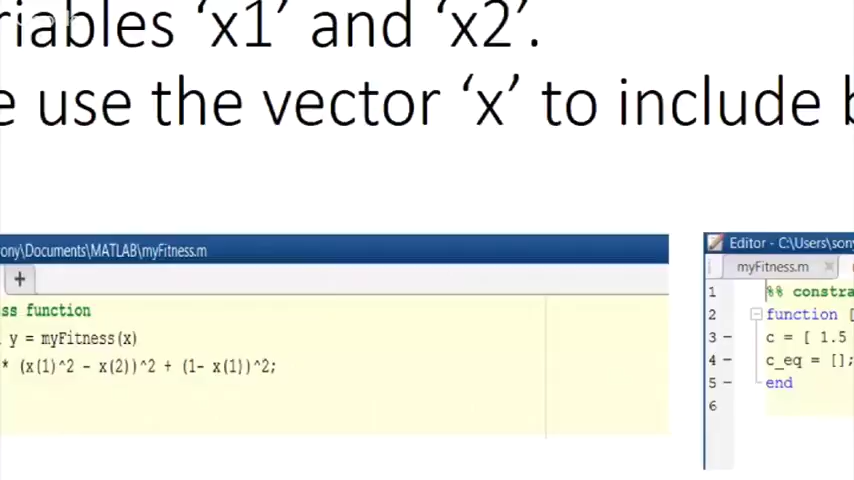 riables ‘x1’ and ‘x2’.
e use the vector ‘x’ to include b
ony\Documents\MATLAB\myFitness.m
+
ss function
y = myFitness(x)
* (x(1)^2 - x(2))^2 + (1- x(1))^2;
Editor - C:\Users\sony
myFitness.m
1 %% constra
2 function [
3 - c = [ 1.5
4 - c_eq = [];
5 - end
6